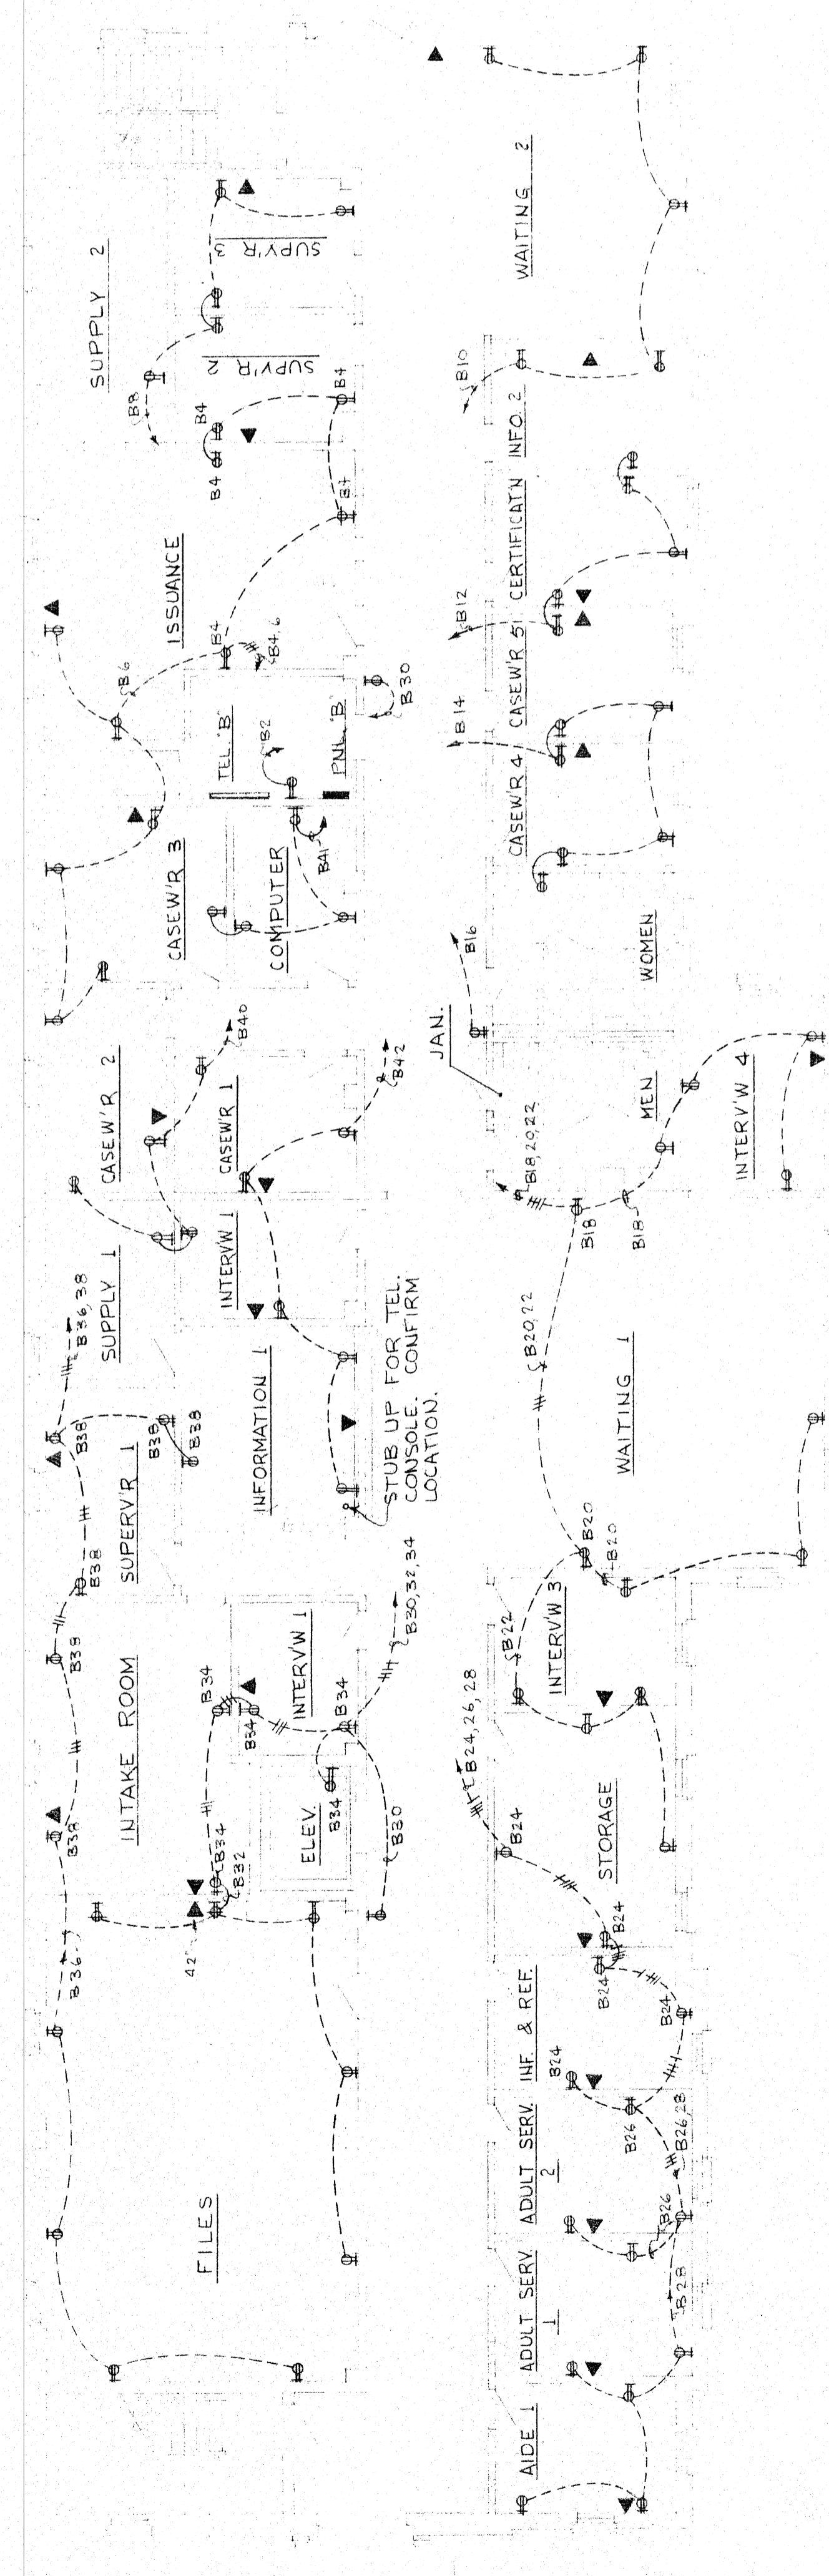 SUPPLY 2
SUPV'R 3
SUPV'R 2
B8
B4
B4
B4
B7
ISSUANCE
B6
B4
B4,6
TEL "B"
B2
PNL "B"
B30
CASEW'R 3
COMPUTER
B41
CASEW'R 2
CASEW'R 1
B40
B42
SUPPLY 1
INTERV'W 1
B36,38
B38
B38
B38
SUPERV'R 1
INFORMATION 1
STUB UP FOR TEL.
CONSOLE. CONFIRM
LOCATION.
B38
B38
INTAKE ROOM
B34
B34
INTERV'W 1
B34
B30,32,34
B38
B34
B32
ELEV.
B34
B30
B36
42"
FILES
WAITING 2
B10
INFO. 2
CERTIFICAT'N
B12
CASEW'R 5
B14
CASEW'R 4
WOMEN
B16
JAN.
MEN
INTERV'W 4
B18,20,22
B18
B18
B20,22
WAITING 1
B20
B20
B22
INTERV'W 3
B24,26,28
B24
STORAGE
B24
B24
B24
INF. & REF.
B24
B26
B26,28
ADULT SERV.
2
B26
B28
ADULT SERV.
1
AIDE 1